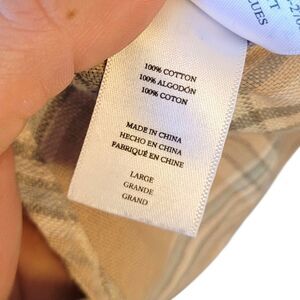 100% COTTON
100% ALGODÓN
100% COTON
MADE IN CHINA
HECHO EN CHINA
FABRIQUÉ EN CHINE
LARGE
GRANDE
GRAND